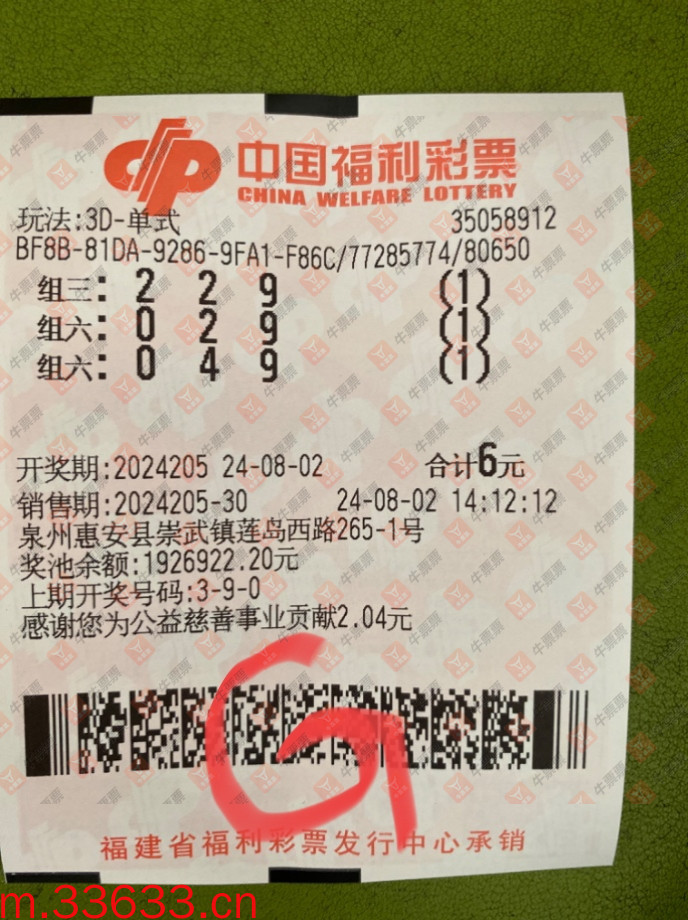 中国福利彩票
CHINA WELFARE LOTTERY
玩法:3D-单式 35058912
BF8B-81DA-9286-9FA1-F86C/77285774/80650
组三: 2 2 9 (1)
组六: 0 2 9 (1)
组六: 0 4 9 (1)
开奖期:2024205 24-08-02 合计6元
销售期:2024205-30 24-08-02 14:12:12
泉州惠安县崇武镇莲岛西路265-1号
奖池余额:1926922.20元
上期开奖号码:3-9-0
感谢您为公益慈善事业贡献2.04元
福建省福利彩票发行中心承销
m.33633.cn
牛票票